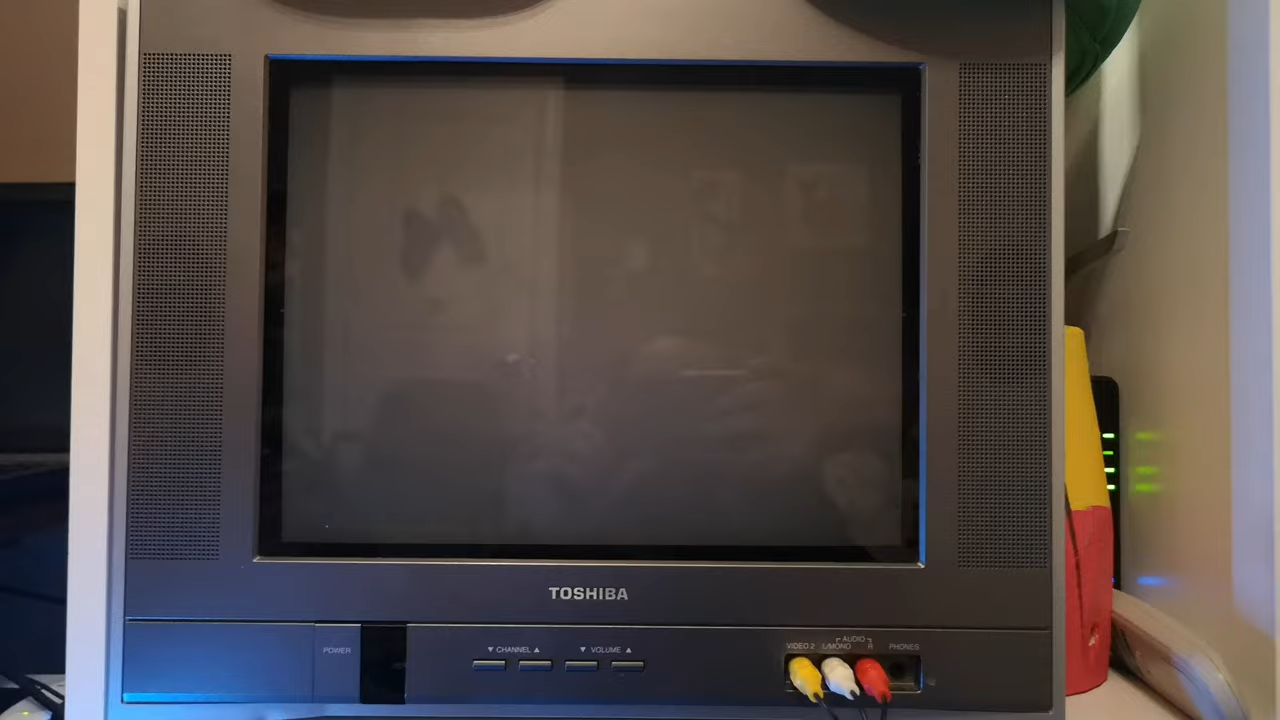 TOSHIBA
POWER
▼ CHANNEL ▲
▼ VOLUME ▲
AUDIO
VIDEO 2 L/MONO R PHONES